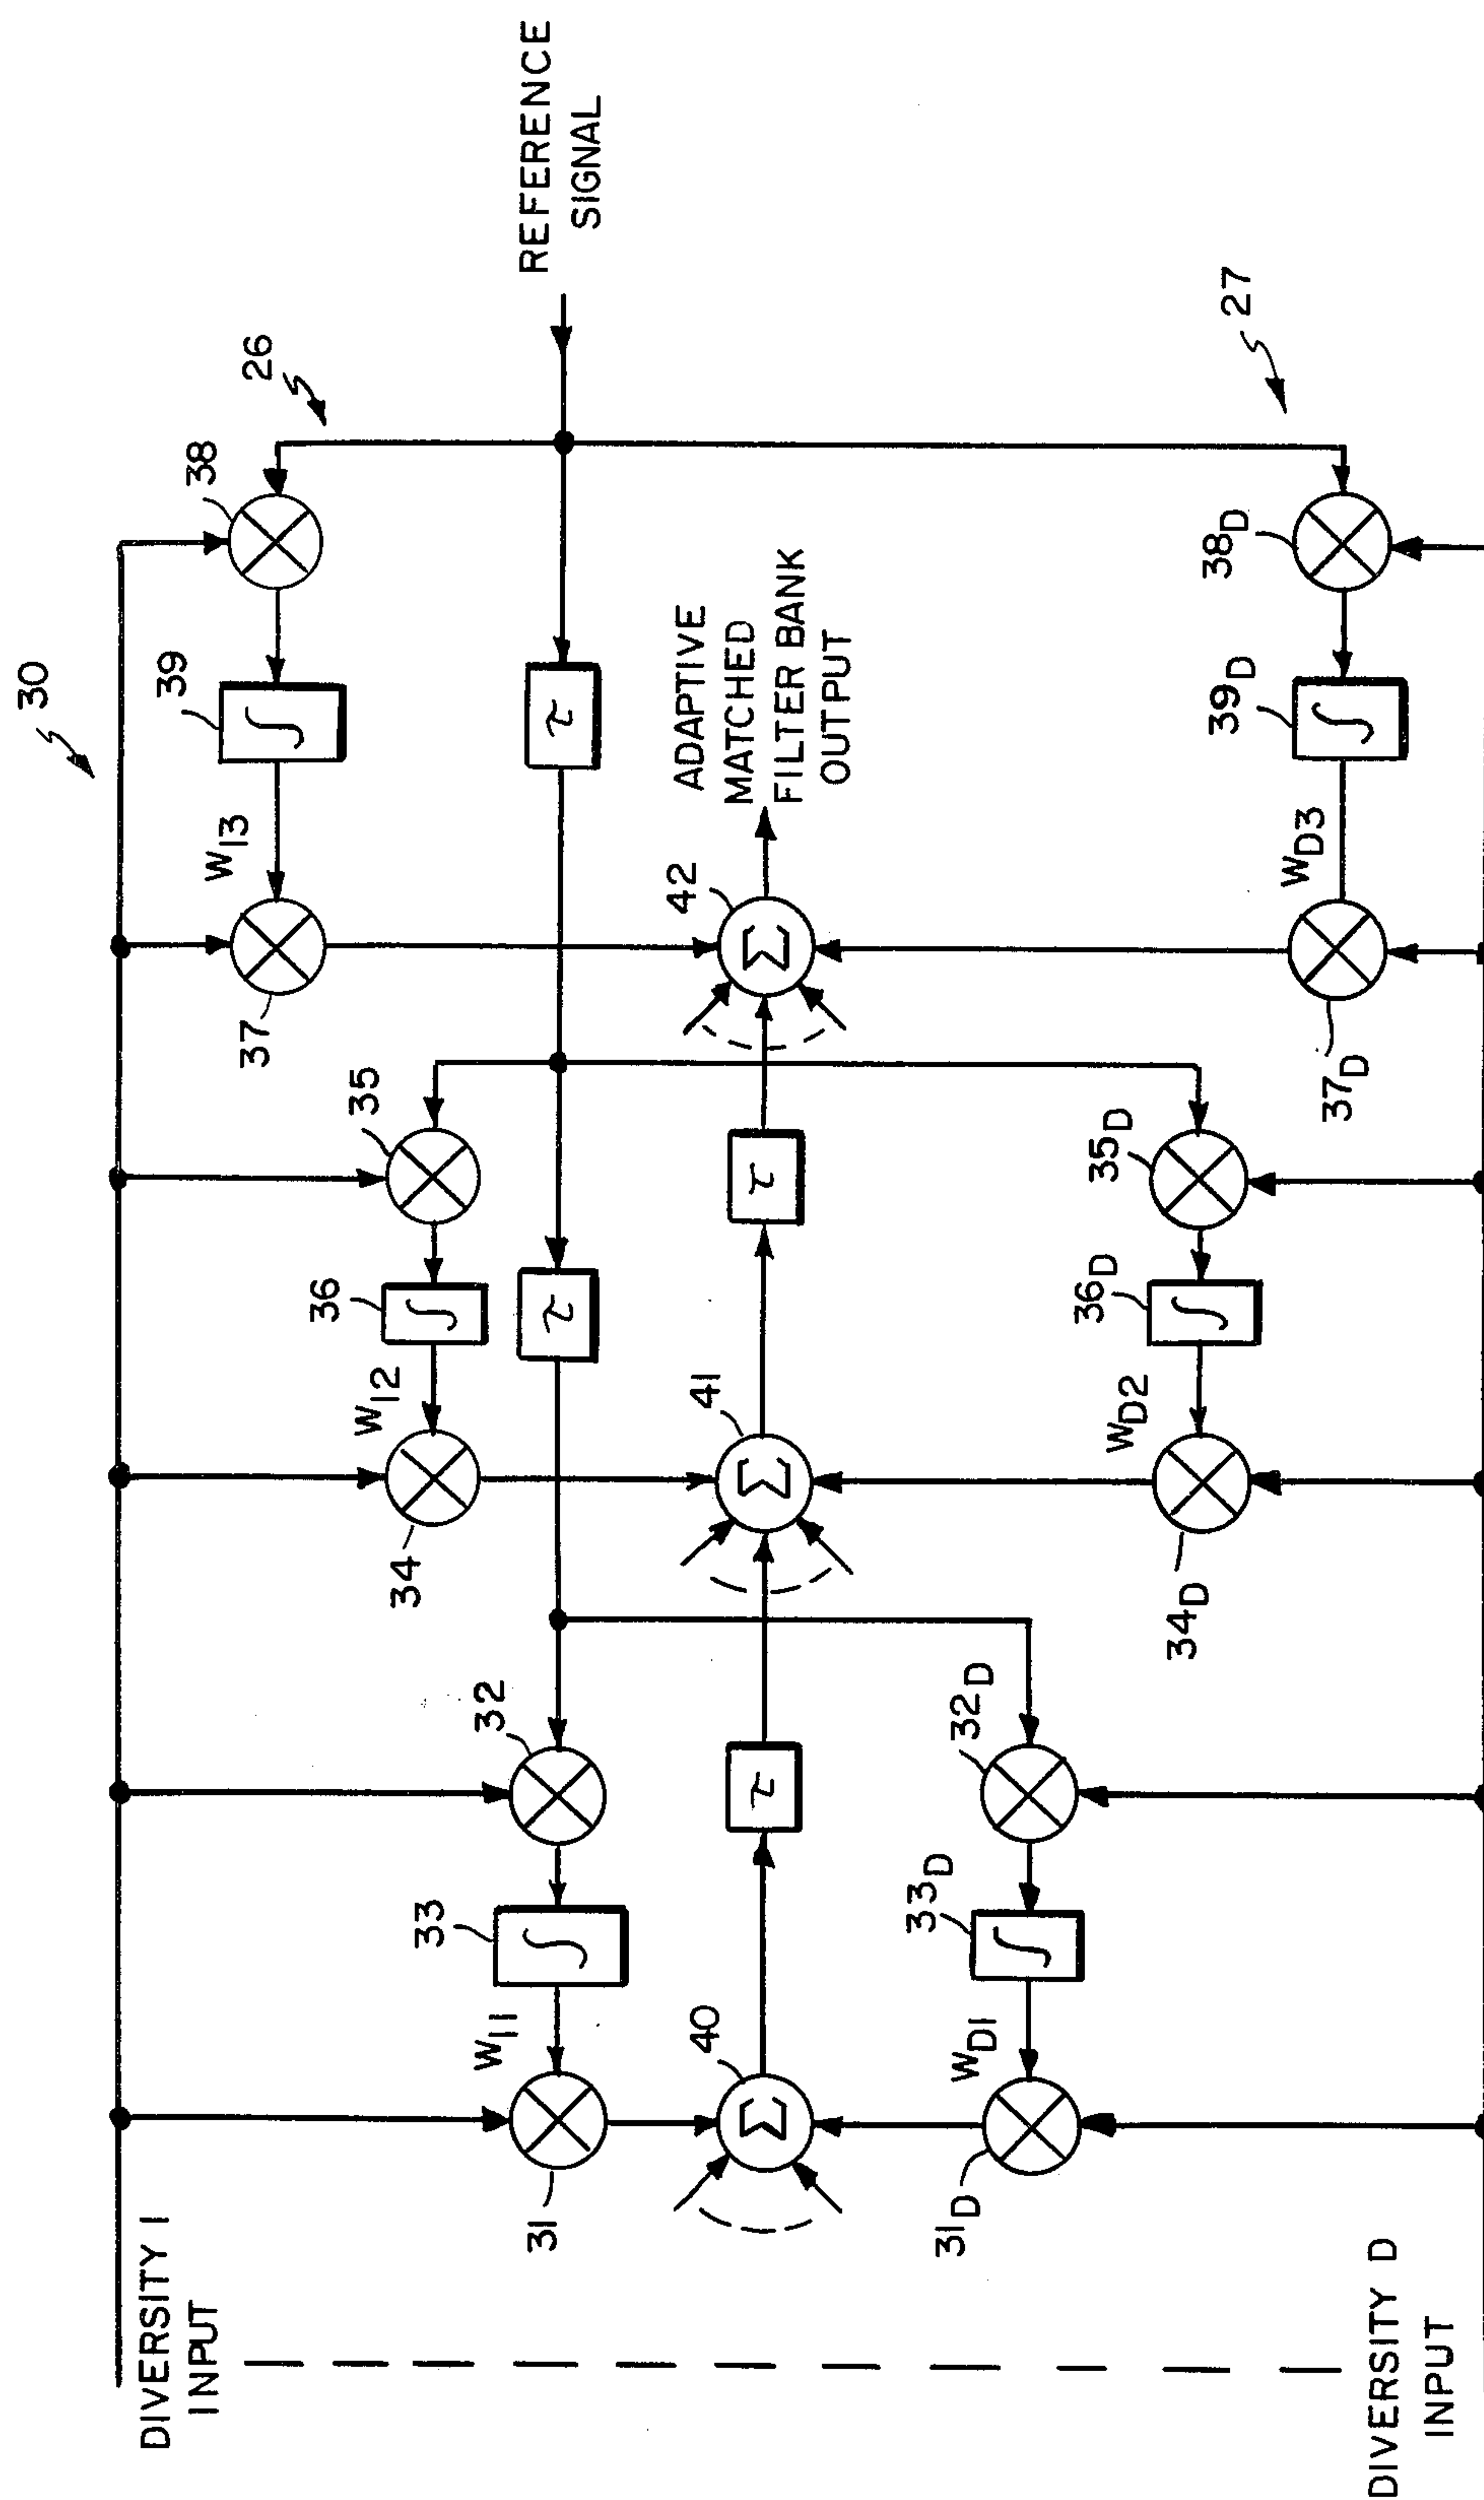 30
26
38
39
W13
37
35
36
W12
34
32
33
W11
31
DIVERSITY 1
INPUT
REFERENCE
SIGNAL
τ
τ
ADAPTIVE
MATCHED
FILTER BANK
OUTPUT
42
Σ
τ
41
Σ
τ
40
Σ
27
38D
39D
WD3
37D
35D
36D
WD2
34D
32D
33D
WD1
31D
DIVERSITY D
INPUT
∫
∫
∫
∫
∫
∫